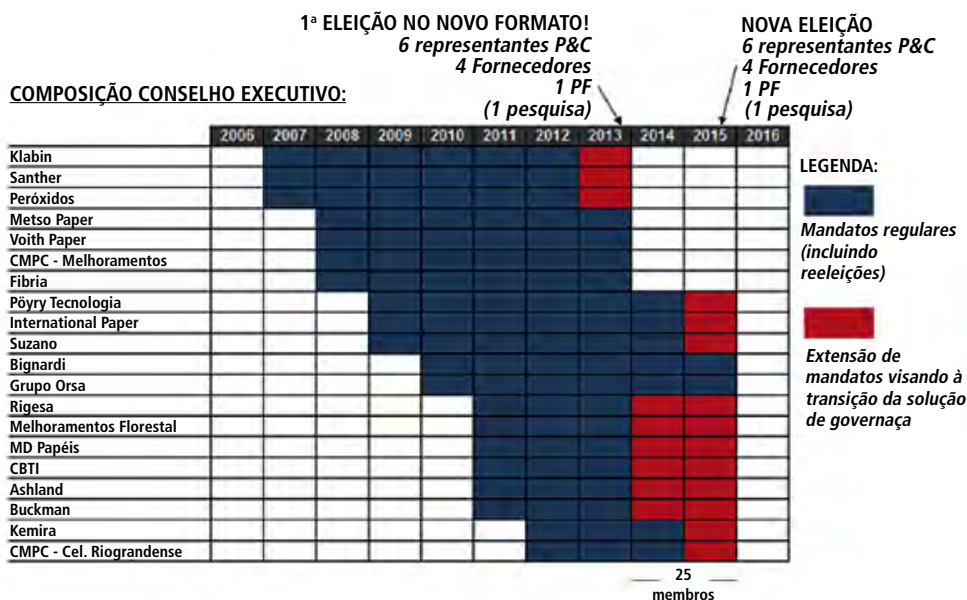 1ª ELEIÇÃO NO NOVO FORMATO!
6 representantes P&C
4 Fornecedores
1 PF
(1 pesquisa)
NOVA ELEIÇÃO
6 representantes P&C
4 Fornecedores
1 PF
(1 pesquisa)
COMPOSIÇÃO CONSELHO EXECUTIVO:
2006 2007 2008 2009 2010 2011 2012 2013 2014 2015 2016
Klabin
Santher
Peróxidos
Metso Paper
Voith Paper
CMPC - Melhoramentos
Fibria
Pöyry Tecnologia
International Paper
Suzano
Bignardi
Grupo Orsa
Rigesa
Melhoramentos Florestal
MD Papéis
CBTI
Ashland
Buckman
Kemira
CMPC - Cel. Riograndense
LEGENDA:
Mandatos regulares
(incluindo
reeleições)
Extensão de
mandatos visando à
transição da solução
de governaça
25
membros